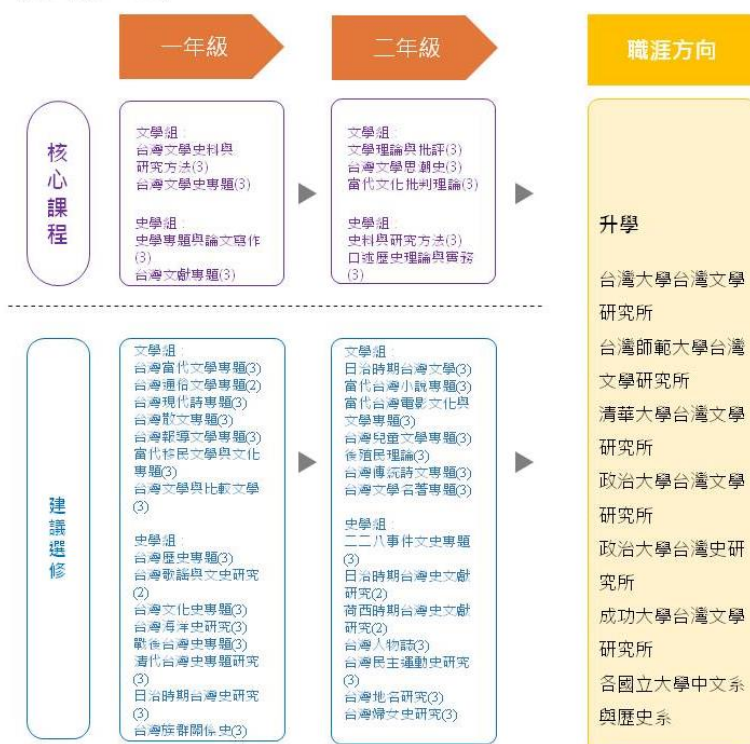 一年級
二年級
職涯方向
核心課程
文學組:
台灣文學史料與
研究方法(3)
台灣文學史專題(3)
史學組:
史學專題與論文寫作
(3)
台灣文獻專題(3)
文學組:
文學理論與批評(3)
台灣文學思潮史(3)
當代文化批判理論(3)
史學組:
史料與研究方法(3)
口述歷史理論與實務
(3)
建議選修
文學組:
台灣當代文學專題(3)
台灣通俗文學專題(2)
台灣現代詩專題(3)
台灣散文專題(3)
台灣報導文學專題(3)
當代移民文學與文化
專題(3)
台灣文學與比較文學
(3)
史學組:
台灣歷史專題(3)
台灣歌謠與文史研究
(2)
台灣文化史專題(3)
台灣海洋史研究(3)
戰後台灣史專題(3)
清代台灣史專題研究
(3)
日治時期台灣史研究
(3)
台灣族群關係史(3)
文學組:
日治時期台灣文學(3)
當代台灣小說專題(3)
當代台灣電影文化與
文學專題(3)
台灣兒童文學專題(3)
後殖民理論(3)
台灣傳統詩文專題(3)
台灣文學名著專題(3)
史學組:
二二八事件文史專題
(3)
日治時期台灣史文獻
研究(2)
荷西時期台灣史文獻
研究(2)
台灣人物誌(3)
台灣民主運動史研究
(3)
台灣地名研究(3)
台灣婦女史研究(3)
升學
台灣大學台灣文學
研究所
台灣師範大學台灣
文學研究所
清華大學台灣文學
研究所
政治大學台灣文學
研究所
政治大學台灣史研
究所
成功大學台灣文學
研究所
各國立大學中文系
與歷史系